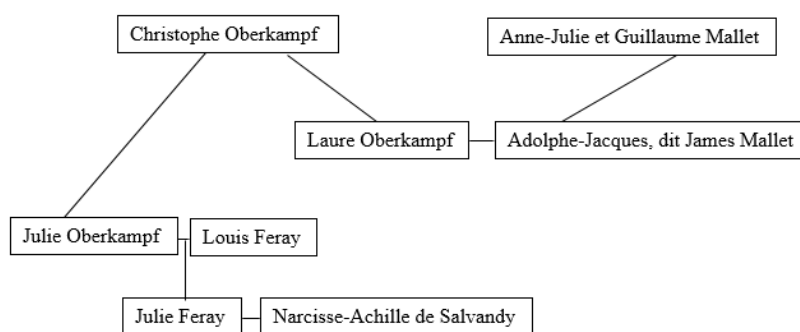 Christophe Oberkampf
Anne-Julie et Guillaume Mallet
Laure Oberkampf
Adolphe-Jacques, dit James Mallet
Julie Oberkampf
Louis Feray
Julie Feray
Narcisse-Achille de Salvandy